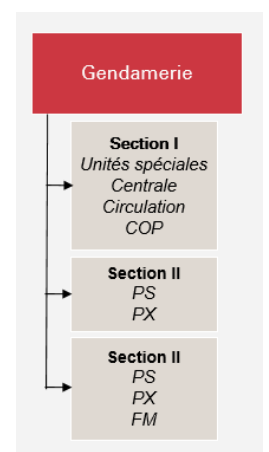 Gendamerie
Section I
Unités spéciales
Centrale
Circulation
COP
Section II
PS
PX
Section II
PS
PX
FM